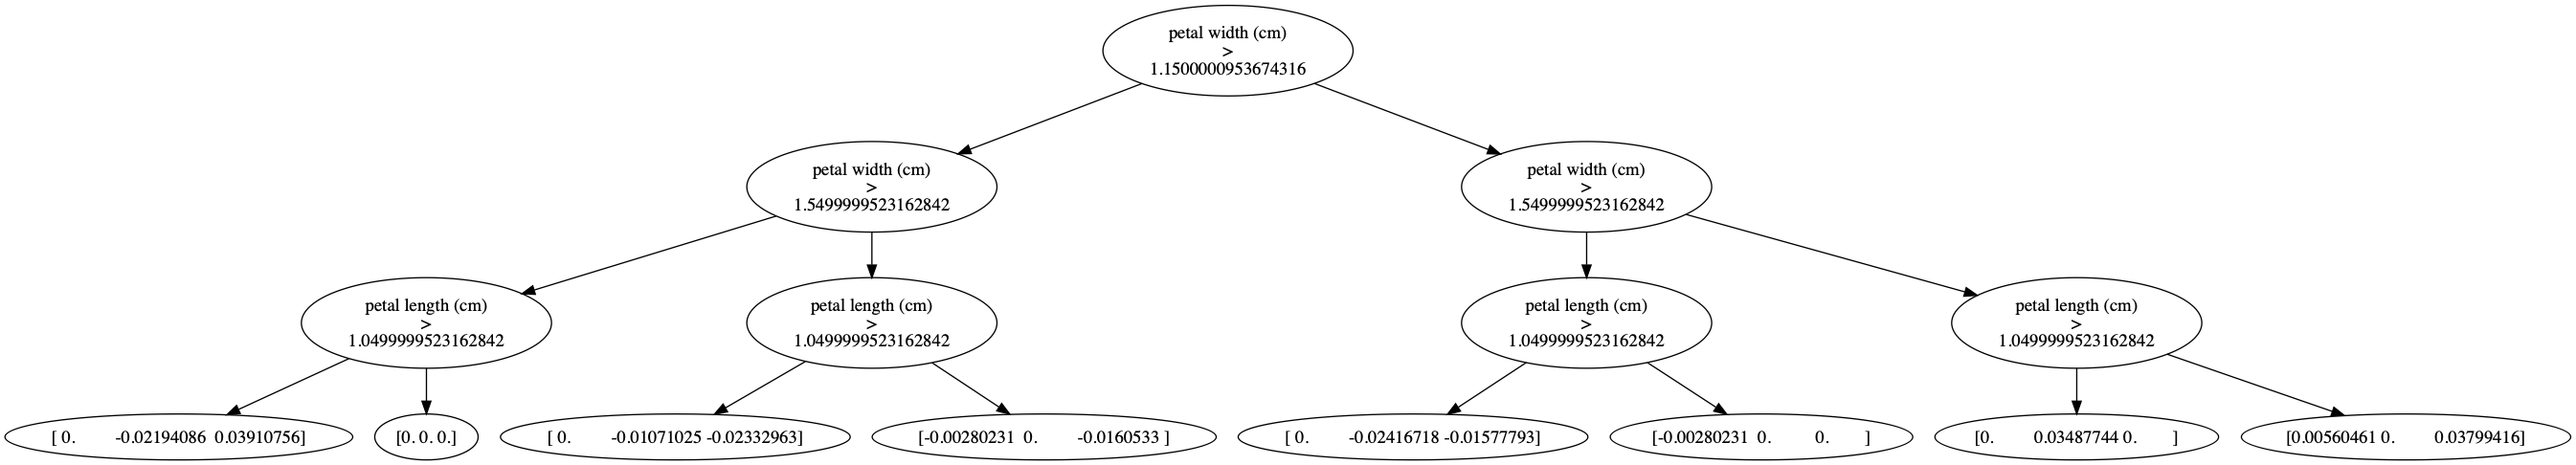 petal width (cm)
>
1.1500000953674316
petal width (cm)
>
1.5499999523162842
petal width (cm)
>
1.5499999523162842
petal length (cm)
>
1.0499999523162842
petal length (cm)
>
1.0499999523162842
petal length (cm)
>
1.0499999523162842
petal length (cm)
>
1.0499999523162842
[ 0. -0.02194086 0.03910756]
[0. 0. 0.]
[ 0. -0.01071025 -0.02332963]
[-0.00280231 0. -0.0160533 ]
[ 0. -0.02416718 -0.01577793]
[-0.00280231 0. 0. ]
[0. 0.03487744 0. ]
[0.00560461 0. 0.03799416]